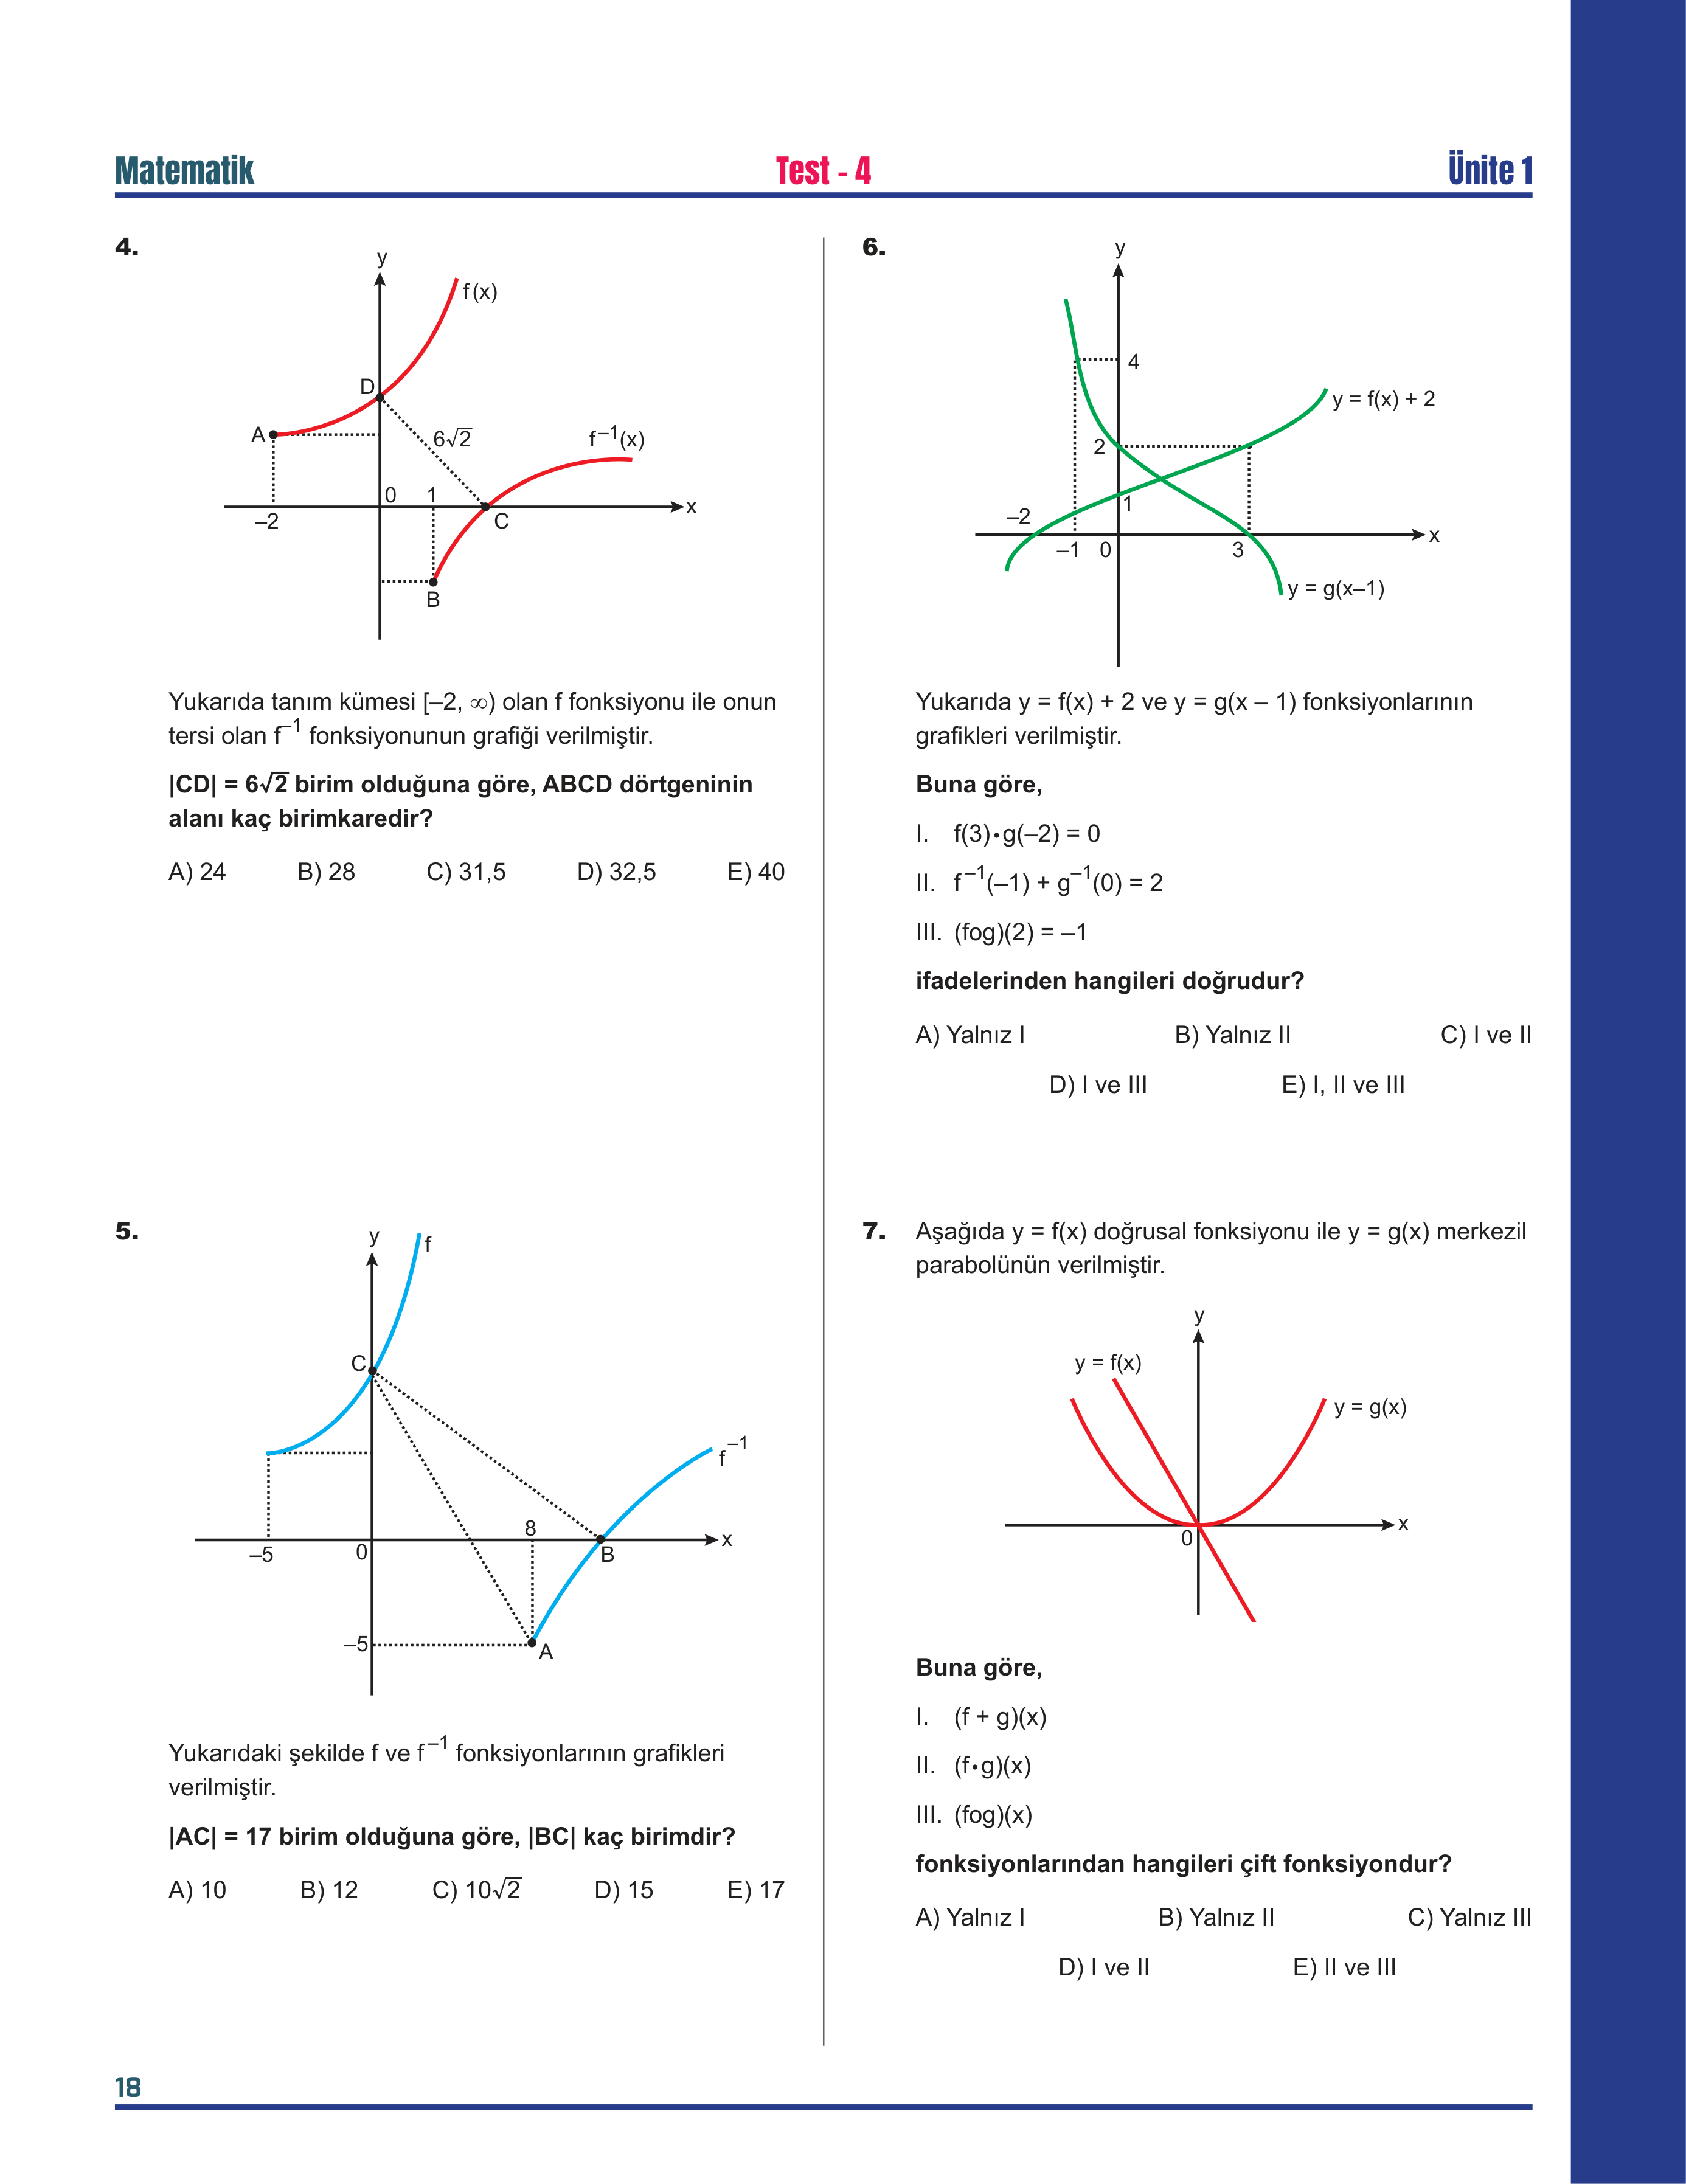 Matematik
Test - 4
Ünite 1
4.
y
f(x)
D
A
6√2
f⁻¹(x)
0
1
x
–2
C
B
Yukarıda tanım kümesi [–2, ∞) olan f fonksiyonu ile onun
tersi olan f⁻¹ fonksiyonunun grafiği verilmiştir.
|CD| = 6√2 birim olduğuna göre, ABCD dörtgeninin
alanı kaç birimkaredir?
A) 24 B) 28 C) 31,5 D) 32,5 E) 40
5.
y
f
C
f⁻¹
8
x
–5
0
B
–5
A
Yukarıdaki şekilde f ve f⁻¹ fonksiyonlarının grafikleri
verilmiştir.
|AC| = 17 birim olduğuna göre, |BC| kaç birimdir?
A) 10 B) 12 C) 10√2 D) 15 E) 17
6.
y
4
y = f(x) + 2
2
1
–2
x
–1
0
3
y = g(x–1)
Yukarıda y = f(x) + 2 ve y = g(x – 1) fonksiyonlarının
grafikleri verilmiştir.
Buna göre,
I. f(3)•g(–2) = 0
II. f⁻¹(–1) + g⁻¹(0) = 2
III. (fog)(2) = –1
ifadelerinden hangileri doğrudur?
A) Yalnız I B) Yalnız II C) I ve II
D) I ve III E) I, II ve III
7. Aşağıda y = f(x) doğrusal fonksiyonu ile y = g(x) merkezil
parabolünün verilmiştir.
y
y = f(x)
y = g(x)
x
0
Buna göre,
I. (f + g)(x)
II. (f•g)(x)
III. (fog)(x)
fonksiyonlarından hangileri çift fonksiyondur?
A) Yalnız I B) Yalnız II C) Yalnız III
D) I ve II E) II ve III
18